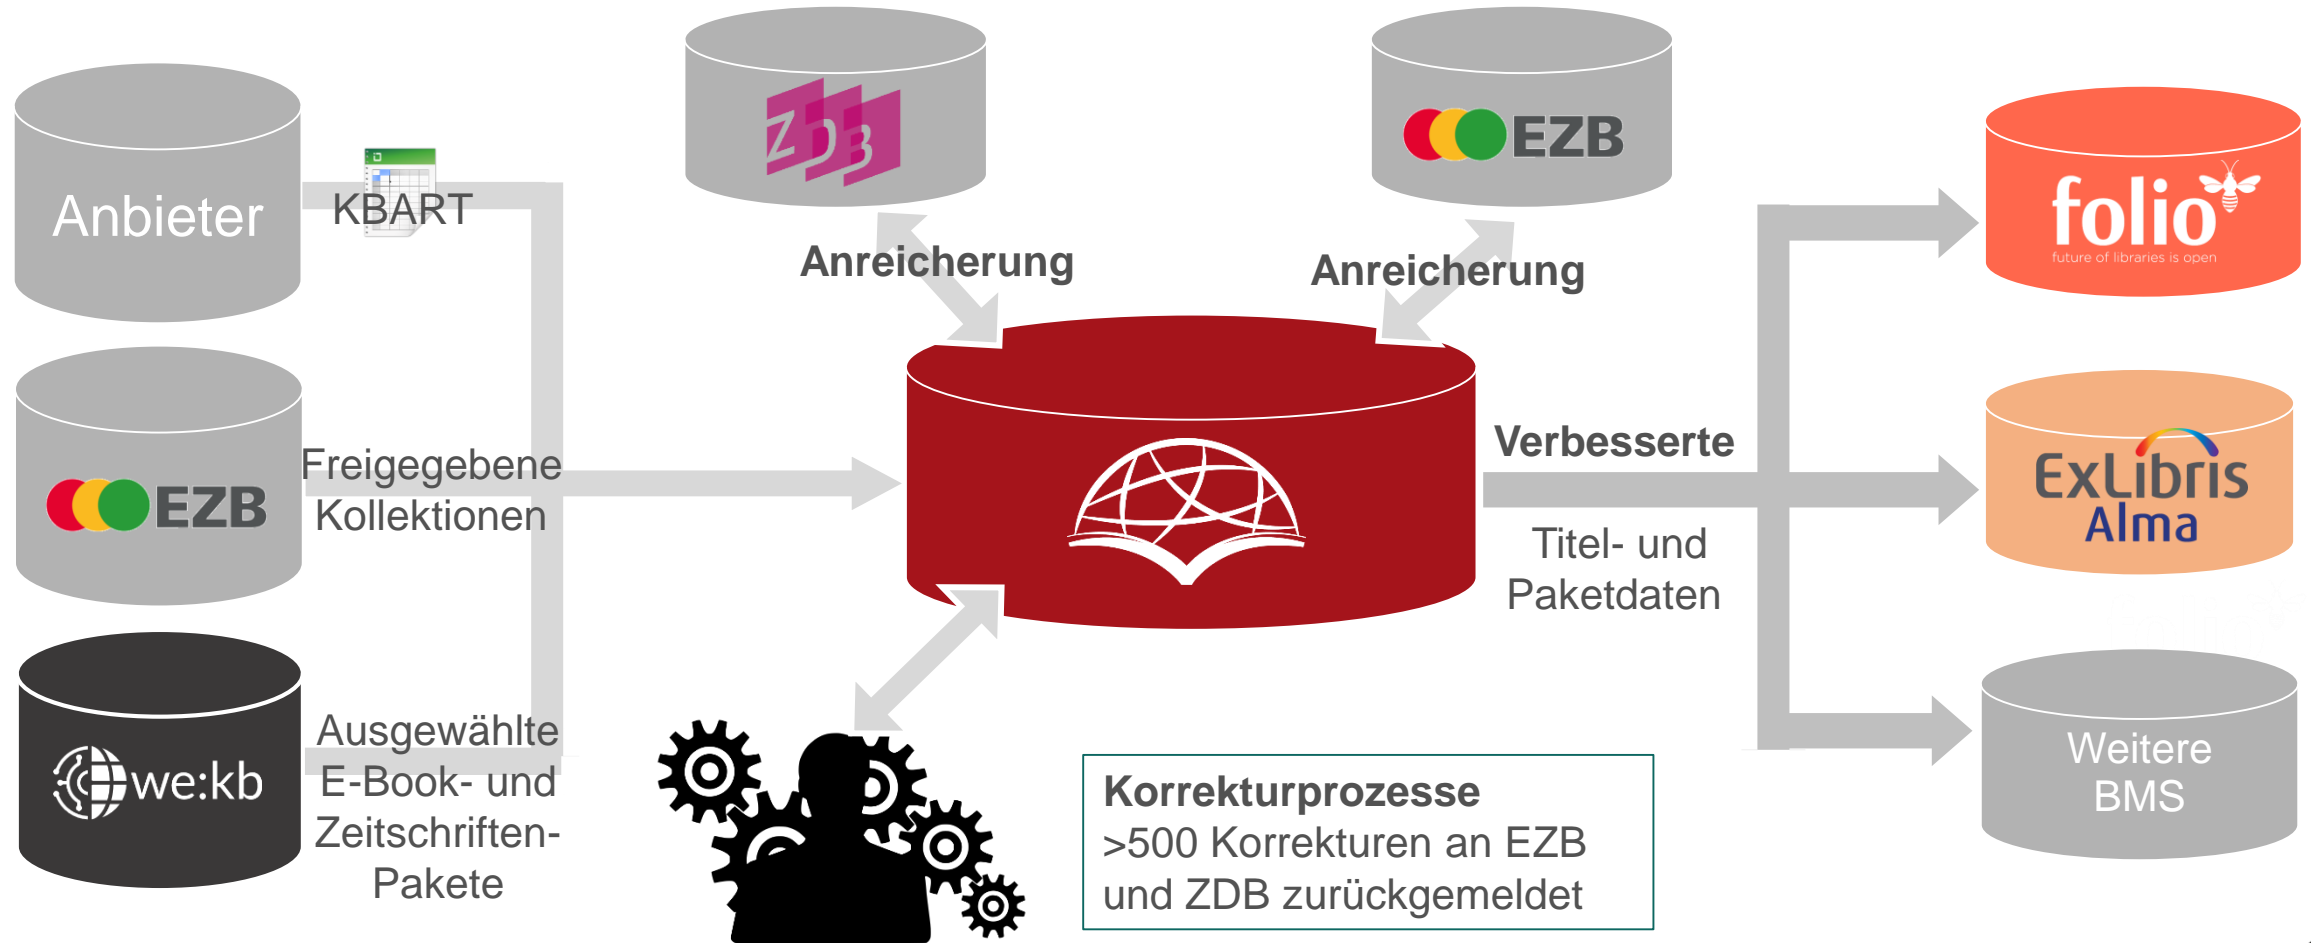 Anbieter
KBART
EZB
Freigegebene
Kollektionen
we:kb
Ausgewählte
E-Book- und
Zeitschriften-
Pakete
ZDB
Anreicherung
EZB
Anreicherung
Verbesserte
Titel- und
Paketdaten
Korrekturprozesse
>500 Korrekturen an EZB
und ZDB zurückgemeldet
folio
future of libraries is open
ExLibris
Alma
Weitere
BMS